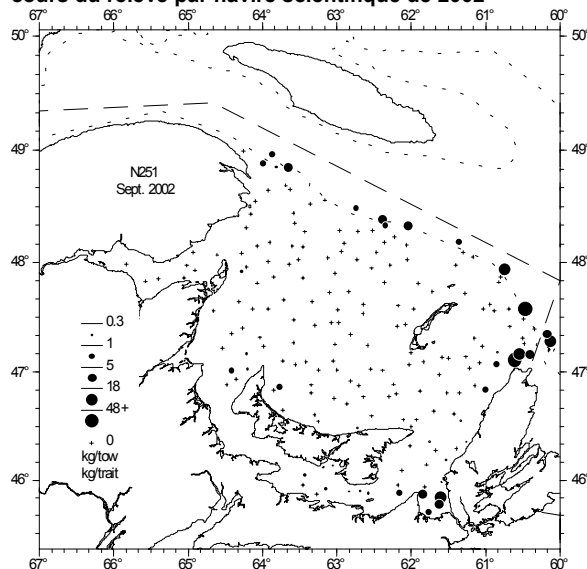 cours du relevé par navire scientifique de 2002
67° 66° 65° 64° 63° 62° 61° 60°
50° 50°
49° 49°
N251
Sept. 2002
48° 48°
0.3
1
5
47° 47°
18
48+
0
kg/tow
kg/trait
46° 46°
67° 66° 65° 64° 63° 62° 61° 60°